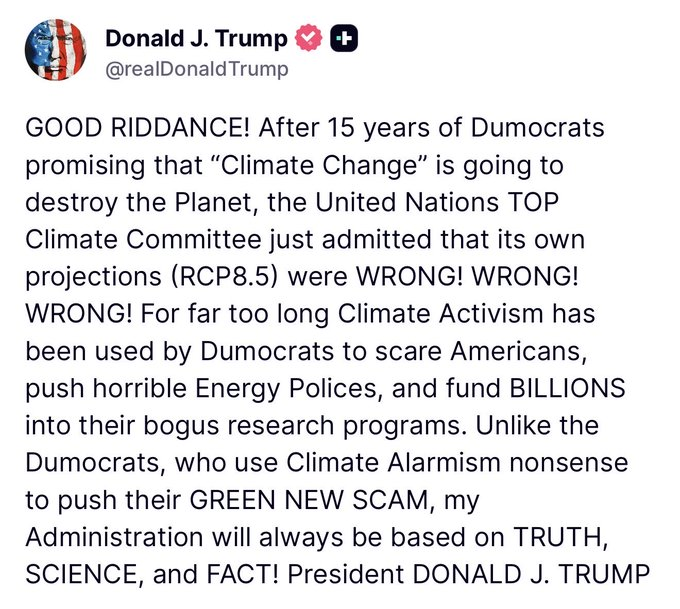 Donald J. Trump
@realDonaldTrump
GOOD RIDDANCE! After 15 years of Dumocrats
promising that “Climate Change” is going to
destroy the Planet, the United Nations TOP
Climate Committee just admitted that its own
projections (RCP8.5) were WRONG! WRONG!
WRONG! For far too long Climate Activism has
been used by Dumocrats to scare Americans,
push horrible Energy Polices, and fund BILLIONS
into their bogus research programs. Unlike the
Dumocrats, who use Climate Alarmism nonsense
to push their GREEN NEW SCAM, my
Administration will always be based on TRUTH,
SCIENCE, and FACT! President DONALD J. TRUMP